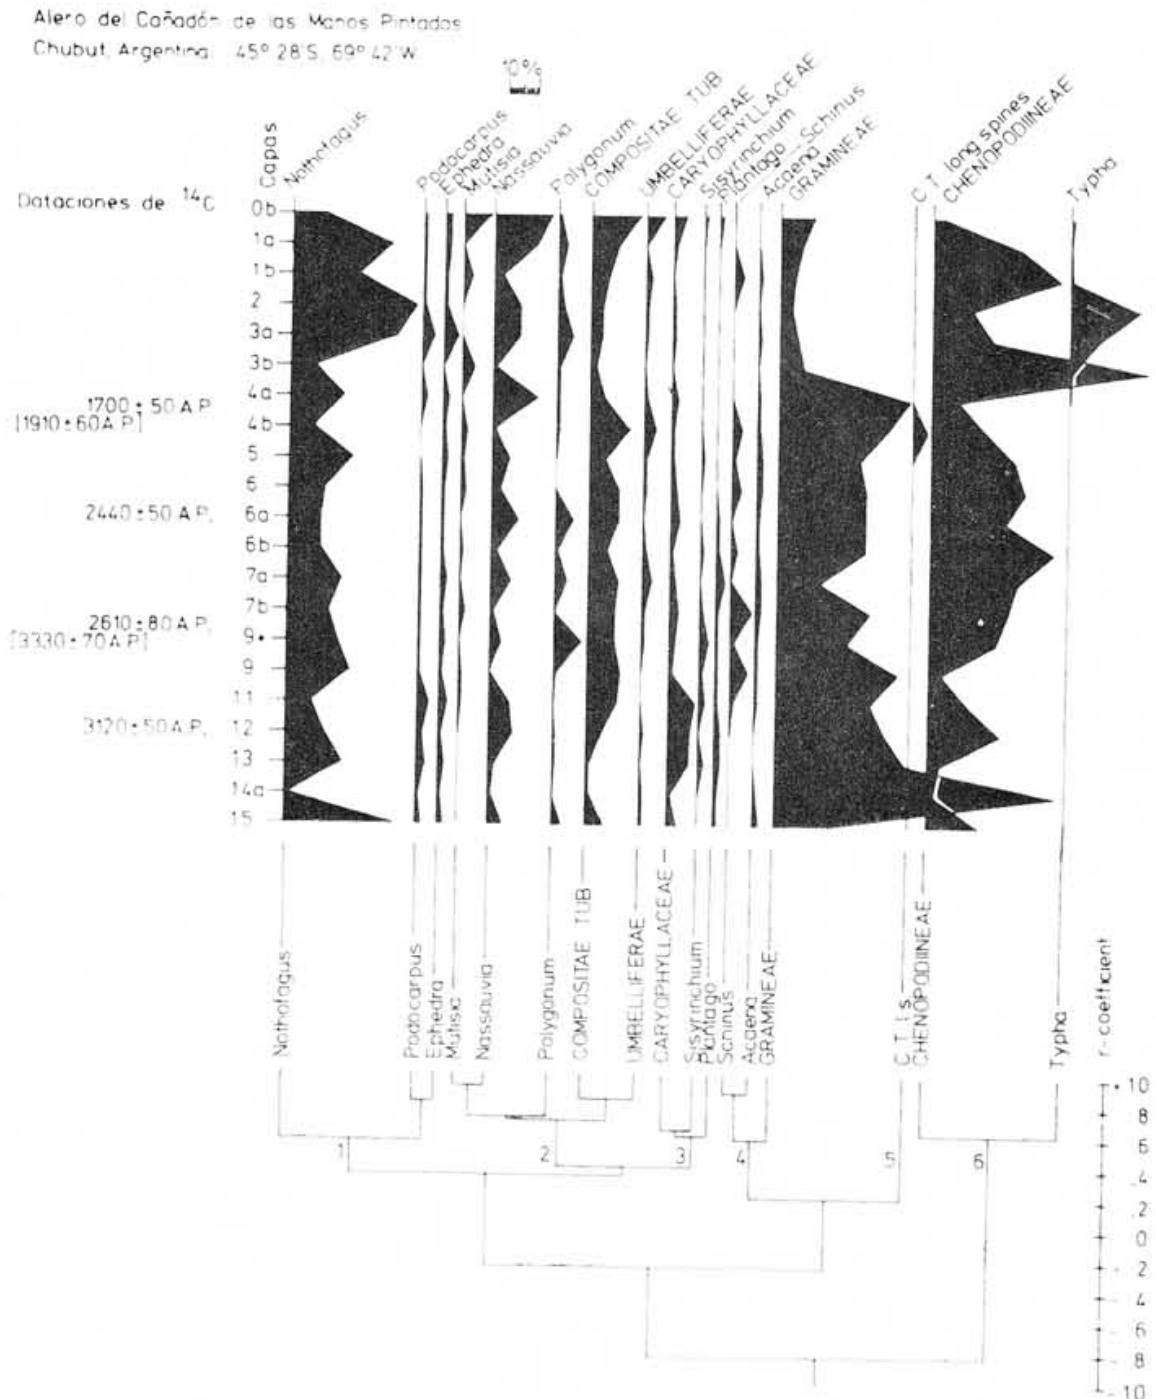 Alero del Cañadón de las Manos Pintadas
Chubut, Argentina. 45° 28'S, 69° 42'W
10%
Dataciones de 14C
Capas
Nothofagus
Podocarpus
Ephedra
Mutisia
Nassauvia
Polygonum
COMPOSITAE TUB
UMBELLIFERAE
CARYOPHYLLACEAE
Sisyrinchium
Plantago
Schinus
Acaena
GRAMINEAE
C T long spines
CHENOPODIINEAE
Typha
0b
1a
1b
2
3a
3b
4a
1700±50 A.P.
[1910±60 A.P.]
4b
5
6
2440±50 A.P.
6a
6b
7a
7b
2610±80 A.P.
[3330±70 A.P.]
9•
9
11
3120±50 A.P.
12
13
14a
15
Nothofagus
Podocarpus
Ephedra
Mutisia
Nassauvia
Polygonum
COMPOSITAE TUB
UMBELLIFERAE
CARYOPHYLLACEAE
Sisyrinchium
Plantago
Schinus
Acaena
GRAMINEAE
C T l s
CHENOPODIINEAE
Typha
r-coefficient
1
2
3
4
5
6
10
8
6
.4
.2
0
- 2
- 4
- 6
- 8
- 10